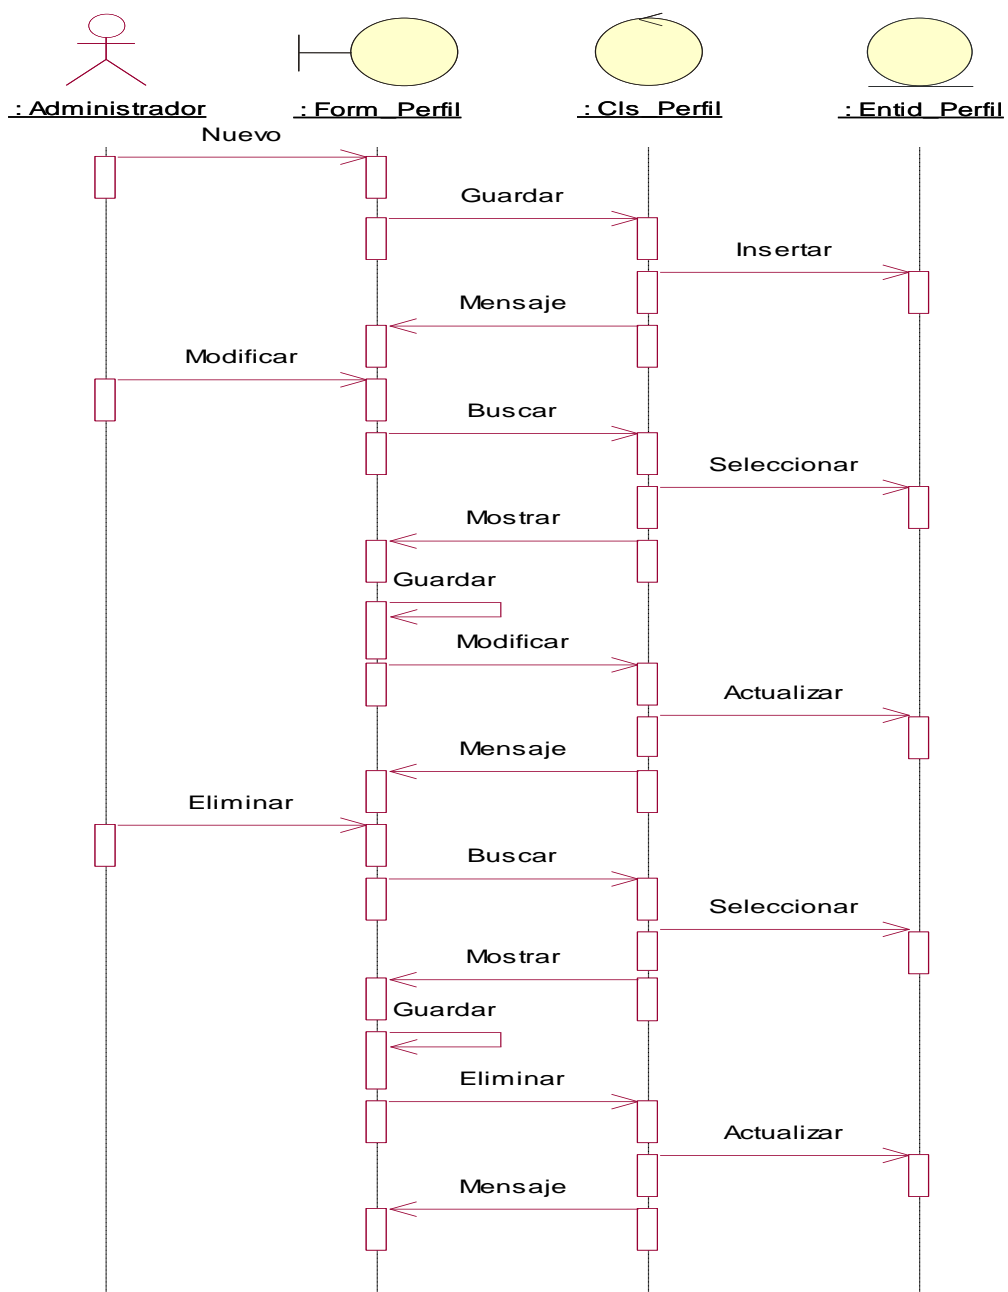 : Administrador
: Form_Perfil
: Cls_Perfil
: Entid_Perfil
Nuevo
Guardar
Insertar
Mensaje
Modificar
Buscar
Seleccionar
Mostrar
Guardar
Modificar
Actualizar
Mensaje
Eliminar
Buscar
Seleccionar
Mostrar
Guardar
Eliminar
Actualizar
Mensaje